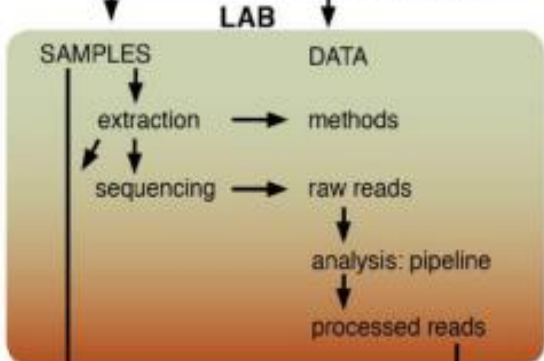 LAB
SAMPLES DATA
extraction methods
sequencing raw reads
analysis: pipeline
processed reads